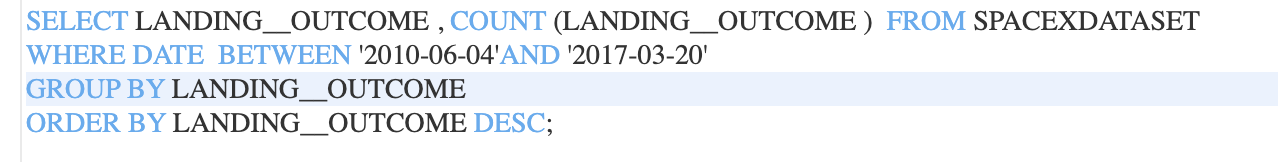 SELECT LANDING__OUTCOME , COUNT (LANDING__OUTCOME )  FROM SPACEXDATASET
WHERE DATE  BETWEEN '2010-06-04'AND '2017-03-20'
GROUP BY LANDING__OUTCOME
ORDER BY LANDING__OUTCOME DESC;